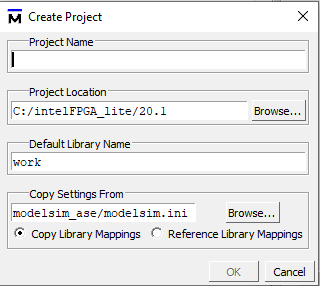 Create Project
Project Name
Project Location
C:/intelFPGA_lite/20.1
Browse...
Default Library Name
work
Copy Settings From
modelsim_ase/modelsim.ini
Browse...
Copy Library Mappings
Reference Library Mappings
OK
Cancel